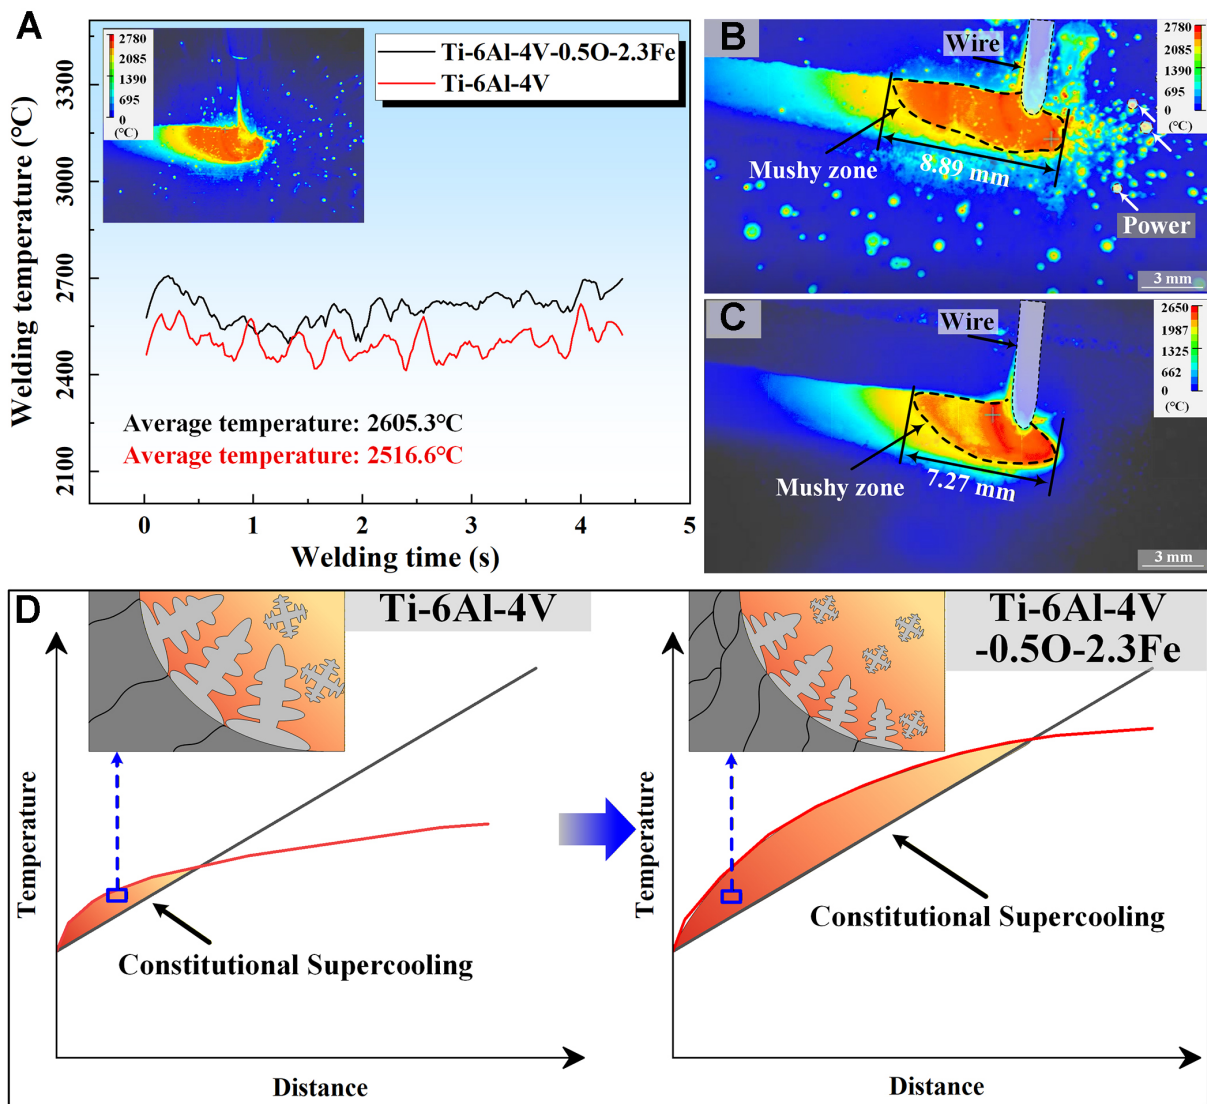 A
2780
2085
1390
695
0
(℃)
Ti-6Al-4V-0.5O-2.3Fe
Ti-6Al-4V
Welding temperature (℃)
3300
3000
2700
2400
2100
Average temperature: 2605.3℃
Average temperature: 2516.6℃
0
1
2
3
4
5
Welding time (s)
B
Wire
2780
2085
1390
695
0
(℃)
Mushy zone
8.89 mm
Power
3 mm
C
Wire
2650
1987
1325
662
0
(℃)
Mushy zone
7.27 mm
3 mm
D
Ti-6Al-4V
Temperature
Constitutional Supercooling
Distance
Ti-6Al-4V
-0.5O-2.3Fe
Temperature
Constitutional Supercooling
Distance